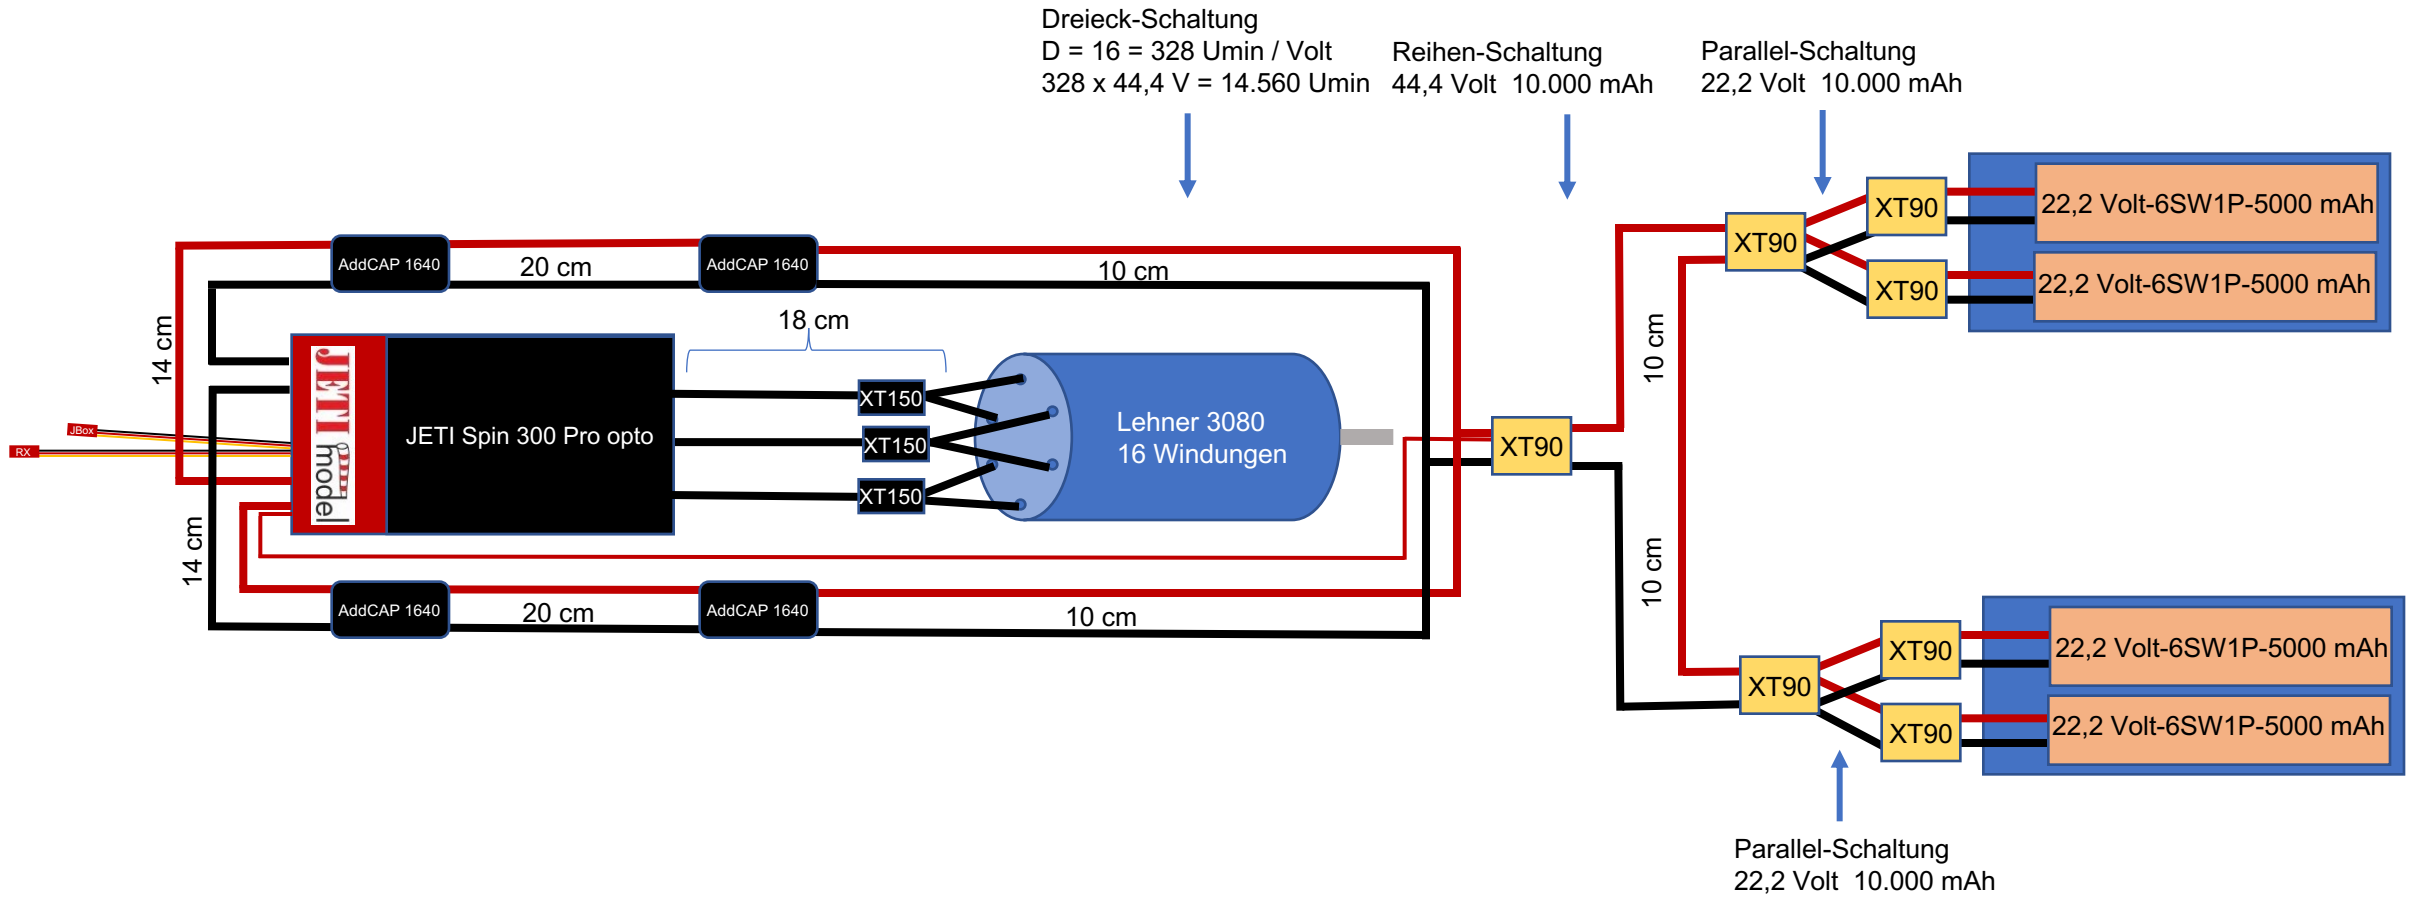 Dreieck-Schaltung
D = 16 = 328 Umin / Volt
328 x 44,4 V = 14.560 Umin
Reihen-Schaltung
44,4 Volt  10.000 mAh
Parallel-Schaltung
22,2 Volt  10.000 mAh
AddCAP 1640
20 cm
AddCAP 1640
10 cm
XT90
XT90
22,2 Volt-6SW1P-5000 mAh
XT90
22,2 Volt-6SW1P-5000 mAh
14 cm
18 cm
10 cm
JBox
RX
JETI
model
JETI Spin 300 Pro opto
XT150
XT150
XT150
Lehner 3080
16 Windungen
XT90
14 cm
10 cm
AddCAP 1640
20 cm
AddCAP 1640
10 cm
XT90
XT90
22,2 Volt-6SW1P-5000 mAh
XT90
22,2 Volt-6SW1P-5000 mAh
Parallel-Schaltung
22,2 Volt  10.000 mAh